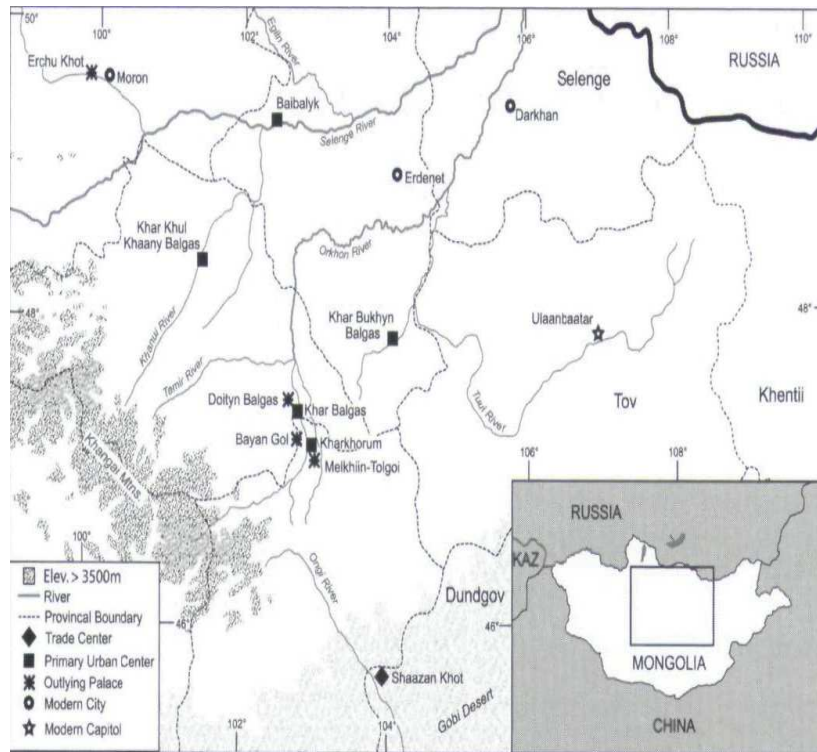 50°
100°
102°
104°
106°
108°
110°
Erchu Khot
Moron
Egiin River
Baibalyk
Selenge River
Selenge
RUSSIA
Darkhan
Erdenet
Khar Khul
Khaany Balgas
Orkhon River
48°
48°
Khanui River
Khar Bukhyn
Balgas
Ulaanbaatar
Tamir River
Doityn Balgas
Khar Balgas
Tuul River
Tov
Khentii
Bayan Gol
Kharkhorum
Melkhiin-Tolgoi
Khangai Mtns
106°
108°
100°
Ongi River
RUSSIA
KAZ
Elev. > 3500m
River
Provincal Boundary
Trade Center
Primary Urban Center
Outlying Palace
Modern City
Modern Capitol
46°
Dundgov
46°
MONGOLIA
Shaazan Khot
Gobi Desert
CHINA
102°
104°